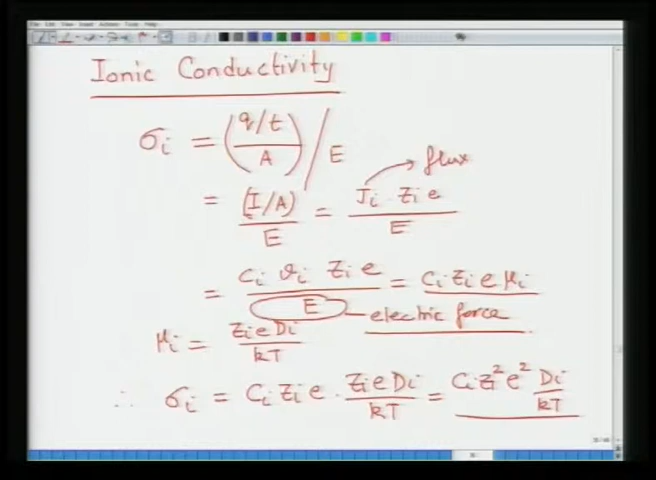 Ionic Conductivity
σi = (q/t / A) / E
= (I/A) / E = Ji · Zi e / E → flux
= Ci vi Zi e / E = Ci Zi e μi
electric force
μi = Zi e Di / kT
∴ σi = Ci Zi e · Zi e Di / kT = Ci Zi² e² Di / kT